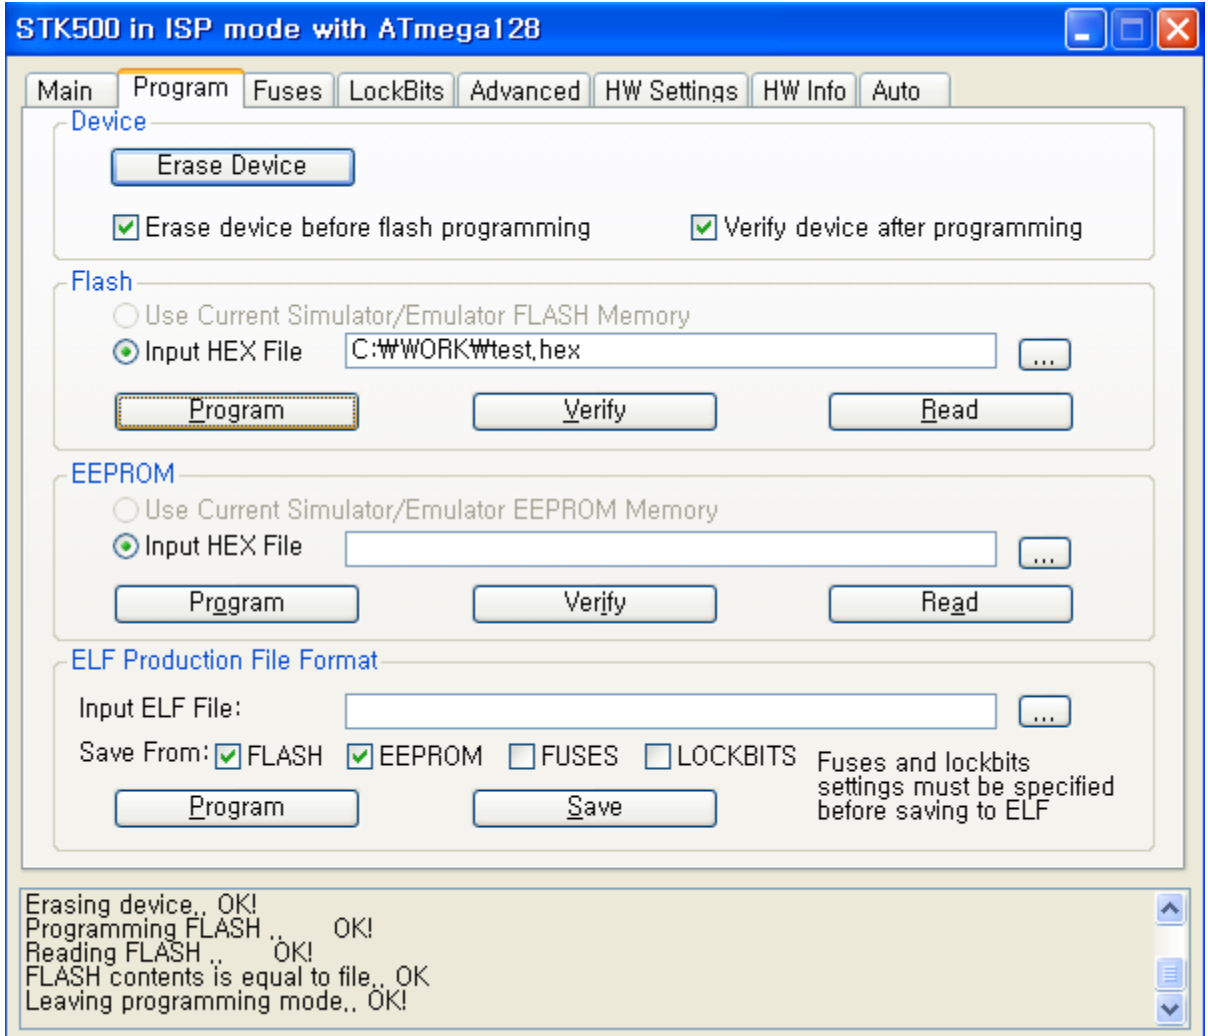 STK500 in ISP mode with ATmega128
Main Program Fuses LockBits Advanced HW Settings HW Info Auto
Device
Erase Device
Erase device before flash programming Verify device after programming
Flash
Use Current Simulator/Emulator FLASH Memory
Input HEX File C:₩WORK₩test.hex ...
Program Verify Read
EEPROM
Use Current Simulator/Emulator EEPROM Memory
Input HEX File ...
Program Verify Read
ELF Production File Format
Input ELF File: ...
Save From: FLASH EEPROM FUSES LOCKBITS Fuses and lockbits
settings must be specified
before saving to ELF
Program Save
Erasing device.. OK!
Programming FLASH .. OK!
Reading FLASH .. OK!
FLASH contents is equal to file.. OK
Leaving programming mode.. OK!